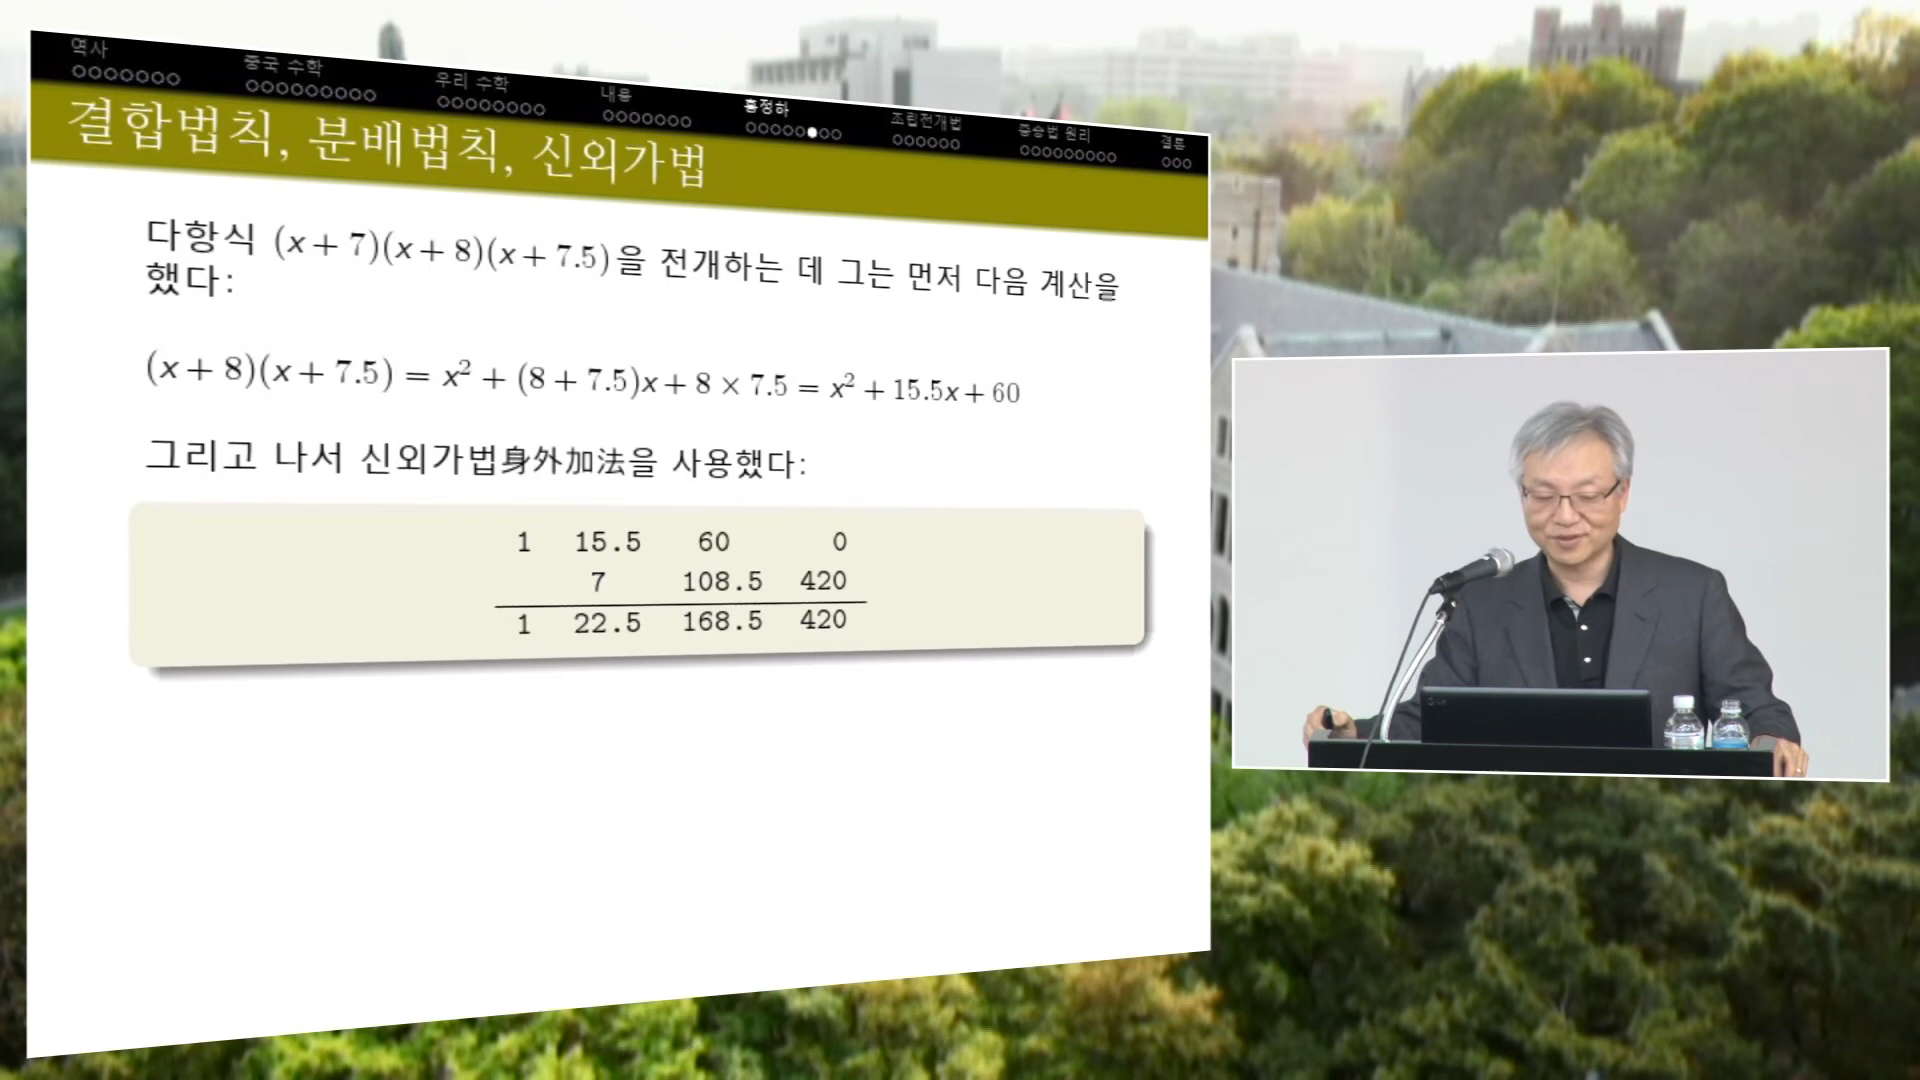 역사 중국 수학 우리 수학 내용 홍정하 조립전개법 증승법 원리 결론
결합법칙, 분배법칙, 신외가법
다항식 (x + 7)(x + 8)(x + 7.5)을 전개하는 데 그는 먼저 다음 계산을
했다:
(x + 8)(x + 7.5) = x² + (8 + 7.5)x + 8 × 7.5 = x² + 15.5x + 60
그리고 나서 신외가법身外加法을 사용했다:
1 15.5 60 0
7 108.5 420
1 22.5 168.5 420